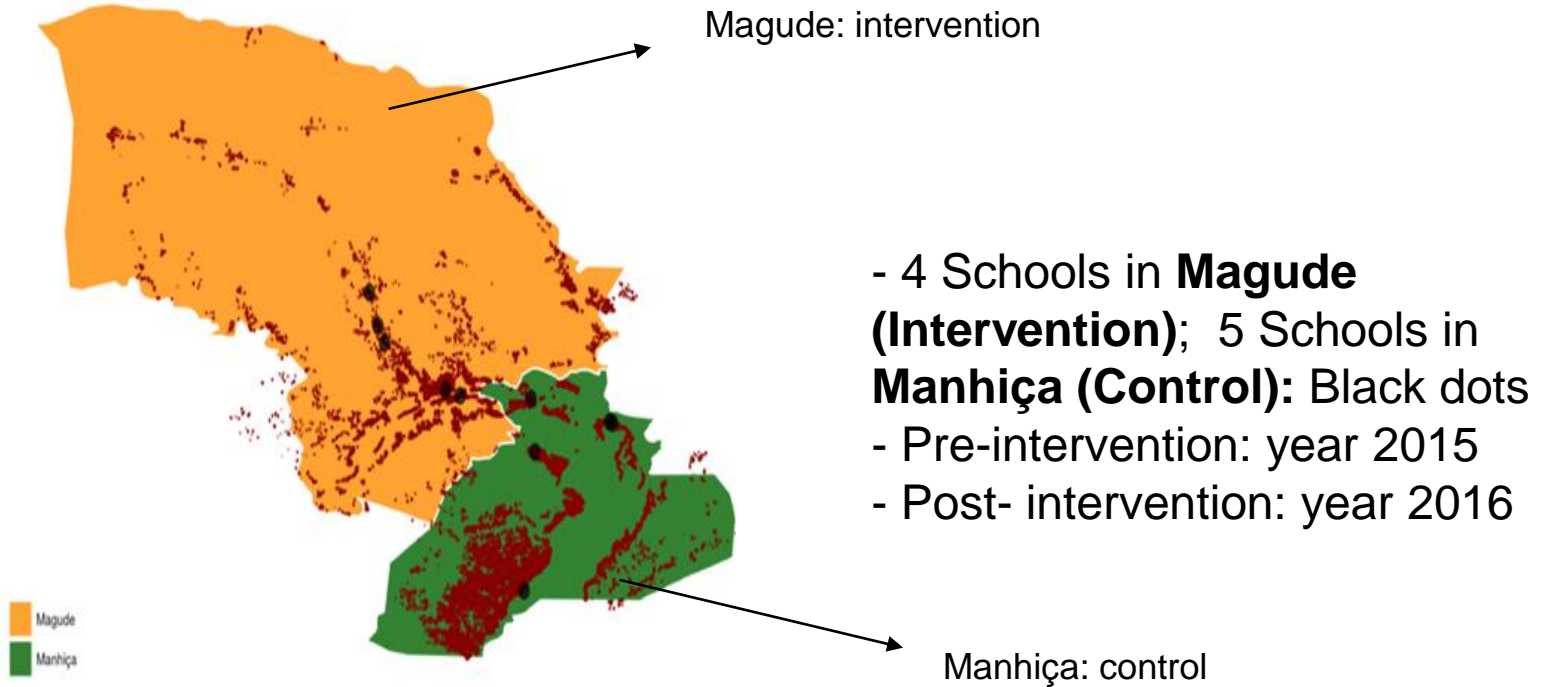 Magude: intervention
- 4 Schools in Magude
(Intervention);  5 Schools in
Manhiça (Control): Black dots
- Pre-intervention: year 2015
- Post- intervention: year 2016
Magude
Manhiça
Manhiça: control